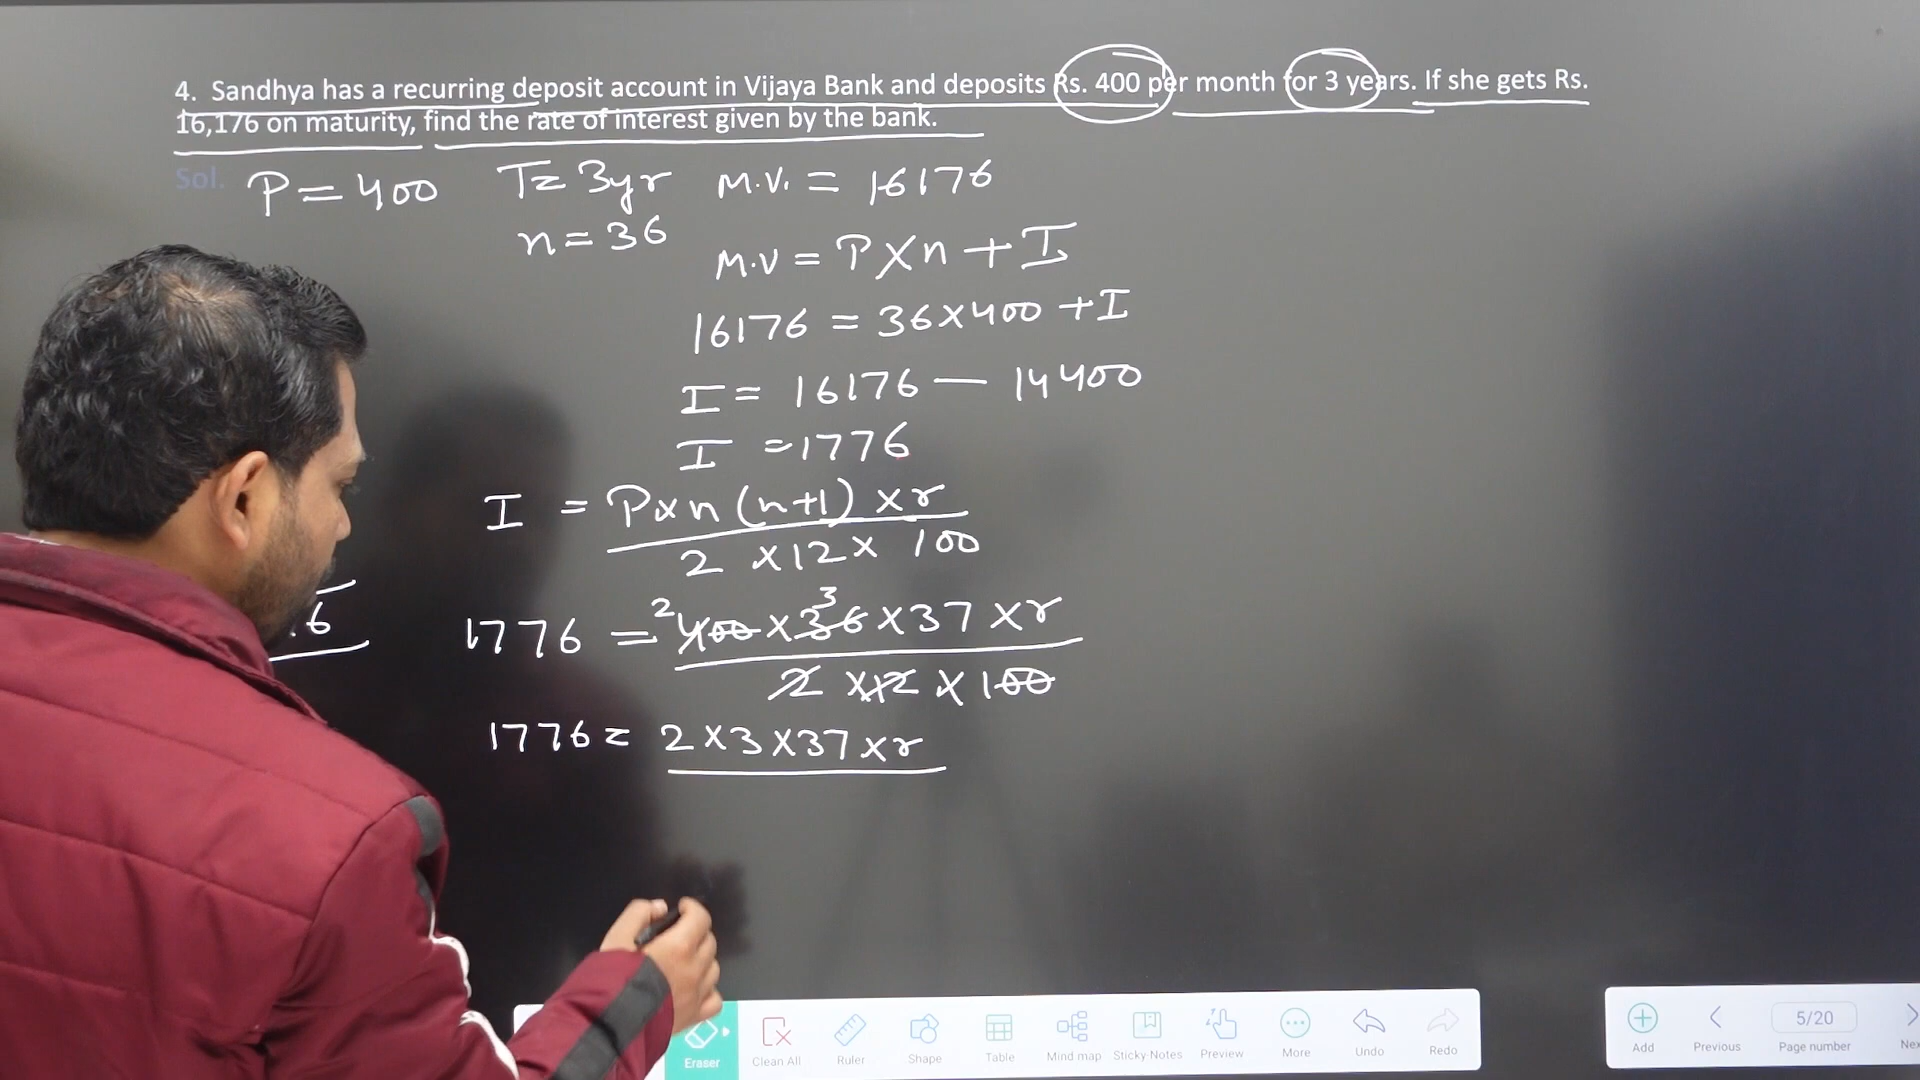 4. Sandhya has a recurring deposit account in Vijaya Bank and deposits Rs. 400 per month for 3 years. If she gets Rs.
16,176 on maturity, find the rate of interest given by the bank.
Sol. P = 400 T = 3yr M.V. = 16176
n = 36
M.V = P × n + I
16176 = 36 × 400 + I
I = 16176 — 14400
I = 1776
I = P × n (n+1) × r
2 × 12 × 100
.6
1776 = 2 400 × 3 36 × 37 × r
2 × 12 × 100
1776 = 2 × 3 × 37 × r
Eraser Clean All Ruler Shape Table Mind map Sticky Notes Preview More Undo Redo
5/20
Add Previous Page number